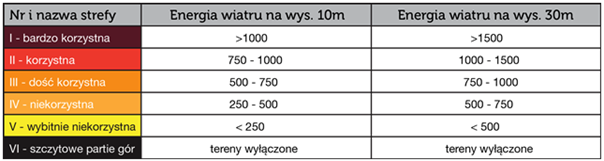 Nr i nazwa strefy Energia wiatru na wys. 10m Energia wiatru na wys. 30m
I - bardzo korzystna >1000 >1500
II - korzystna 750 - 1000 1000 - 1500
III - dość korzystna 500 - 750 750 - 1000
IV - niekorzystna 250 - 500 500 - 750
V - wybitnie niekorzystna < 250 < 500
VI - szczytowe partie gór tereny wyłączone tereny wyłączone